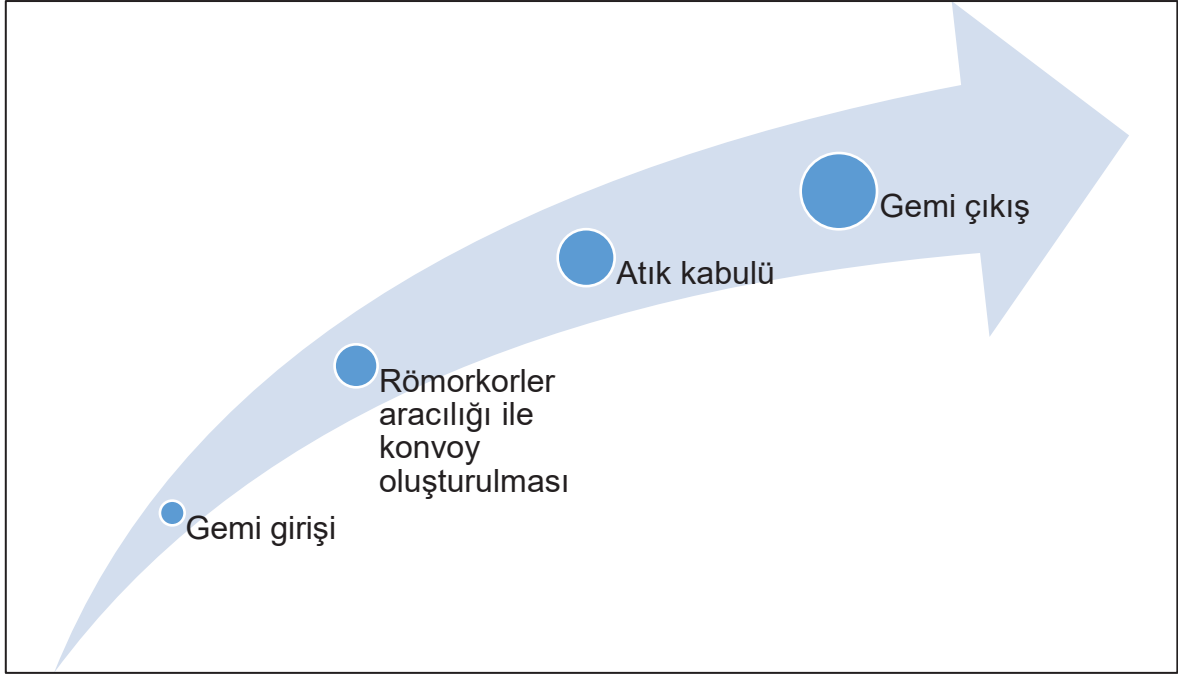 Gemi girişi
Römorkorler
aracılığı ile
konvoy
oluşturulması
Atık kabulü
Gemi çıkış